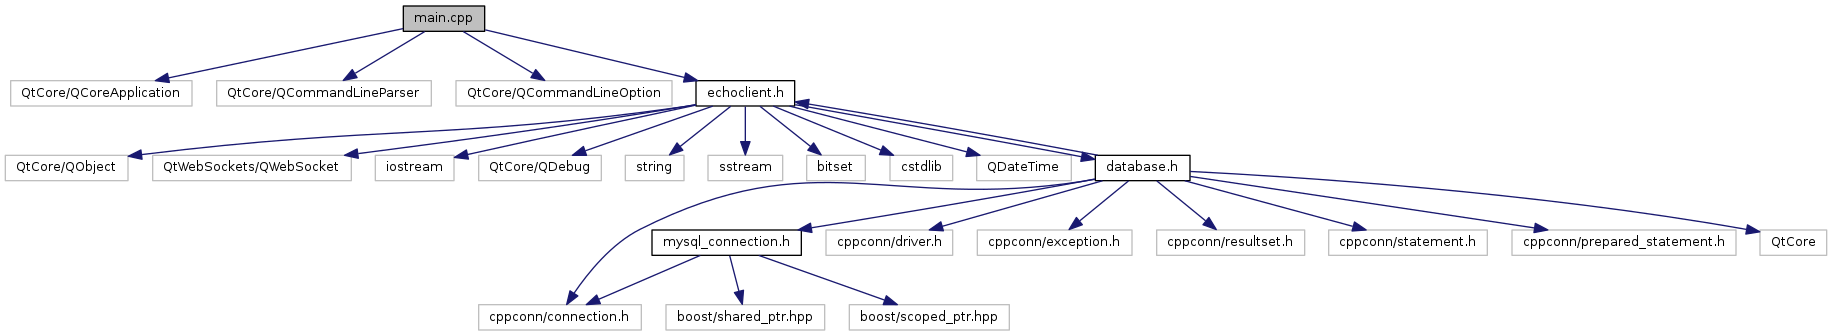 main.cpp
QtCore/QCoreApplication
QtCore/QCommandLineParser
QtCore/QCommandLineOption
echoclient.h
QtCore/QObject
QtWebSockets/QWebSocket
iostream
QtCore/QDebug
string
sstream
bitset
cstdlib
QDateTime
database.h
mysql_connection.h
cppconn/driver.h
cppconn/exception.h
cppconn/resultset.h
cppconn/statement.h
cppconn/prepared_statement.h
QtCore
cppconn/connection.h
boost/shared_ptr.hpp
boost/scoped_ptr.hpp